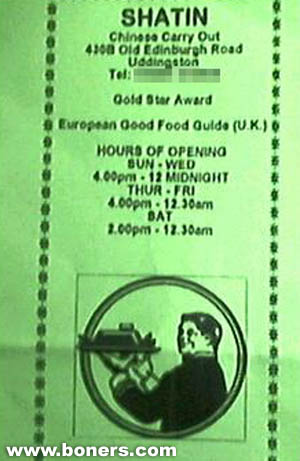 SHATIN
Chinese Carry Out
430B Old Edinburgh Road
Uddingston
Tel:
Gold Star Award
European Good Food Guide (U.K.)
HOURS OF OPENING
SUN - WED
4.00pm - 12 MIDNIGHT
THUR - FRI
4.00pm - 12.30am
SAT
2.00pm - 12.30am
www.boners.com